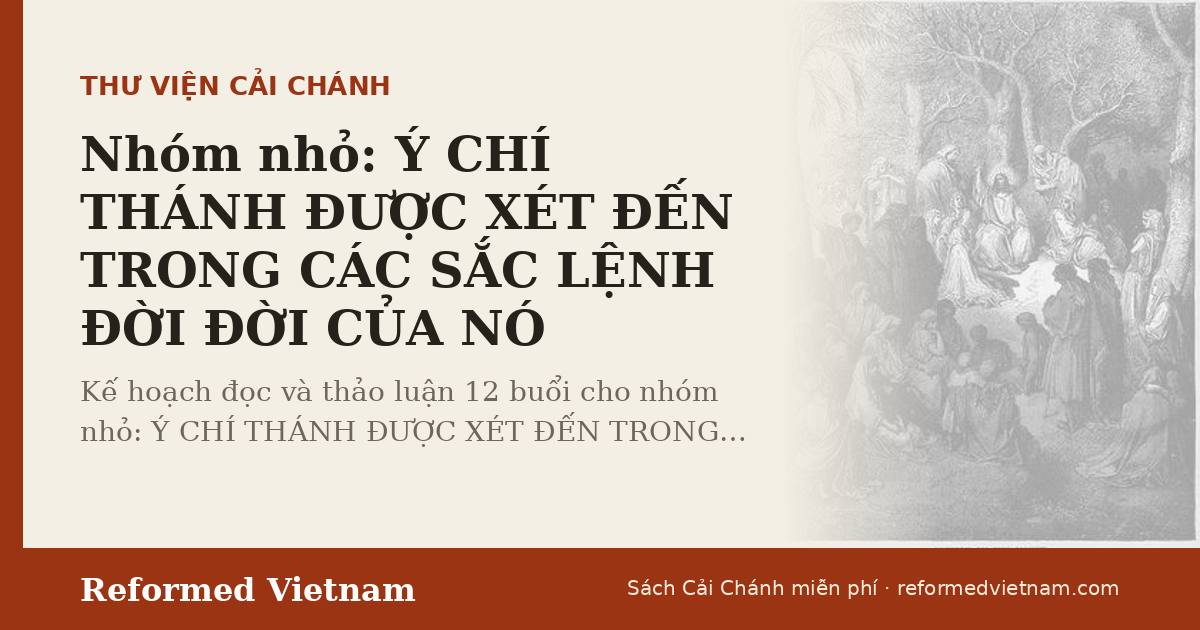 THƯ VIỆN CẢI CHÁNH
Nhóm nhỏ: Ý CHÍ
THÁNH ĐƯỢC XÉT ĐẾN
TRONG CÁC SẮC LỆNH
ĐỜI ĐỜI CỦA NÓ
Kế hoạch đọc và thảo luận 12 buổi cho nhóm
nhỏ: Ý CHÍ THÁNH ĐƯỢC XÉT ĐẾN TRONG...
Reformed Vietnam
Sách Cải Chánh miễn phí · reformedvietnam.com